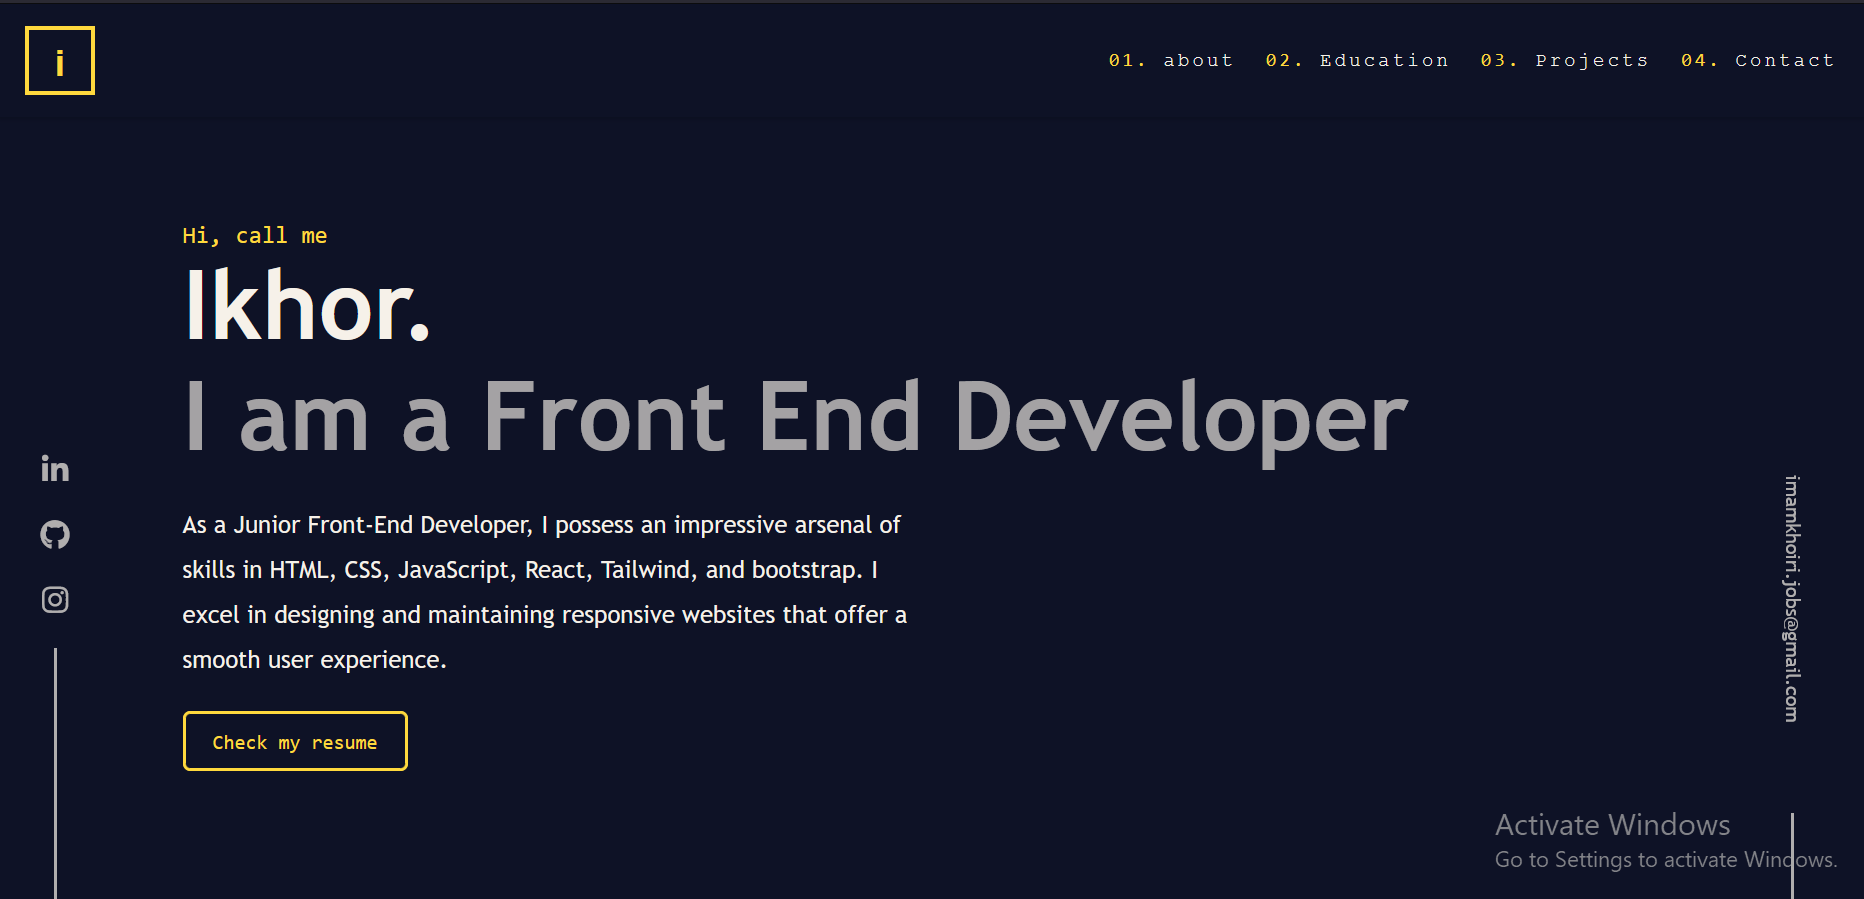 i
01. about 02. Education 03. Projects 04. Contact
Hi, call me
Ikhor.
I am a Front End Developer
in
As a Junior Front-End Developer, I possess an impressive arsenal of
skills in HTML, CSS, JavaScript, React, Tailwind, and bootstrap. I
excel in designing and maintaining responsive websites that offer a
smooth user experience.
Check my resume
imamkhoiri.jobs@gmail.com
Activate Windows
Go to Settings to activate Windows.